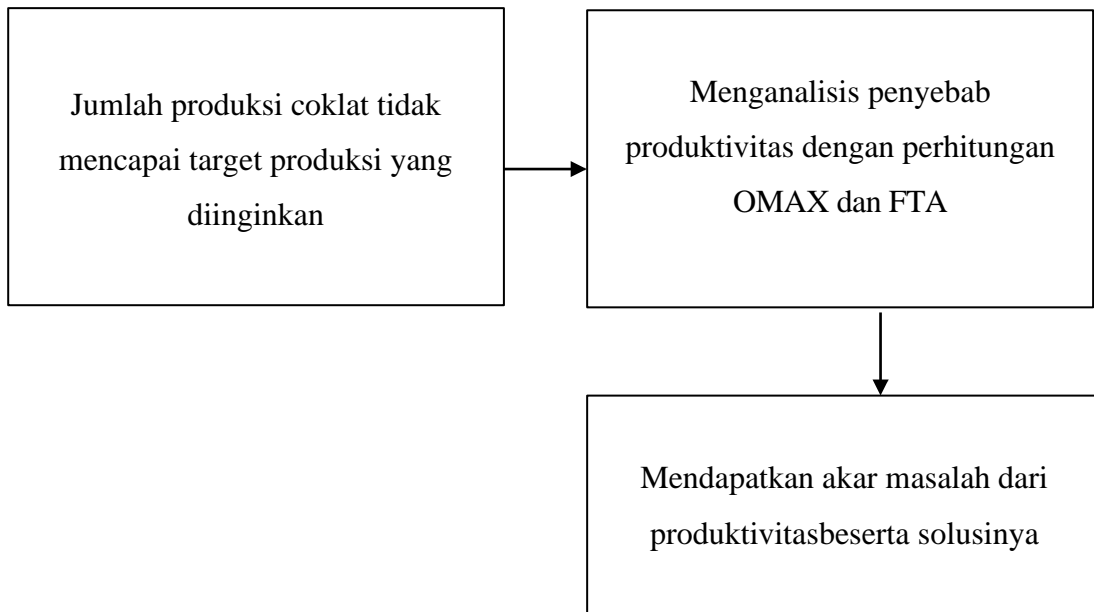 Jumlah produksi coklat tidak
mencapai target produksi yang
diinginkan
Menganalisis penyebab
produktivitas dengan perhitungan
OMAX dan FTA
Mendapatkan akar masalah dari
produktivitasbeserta solusinya